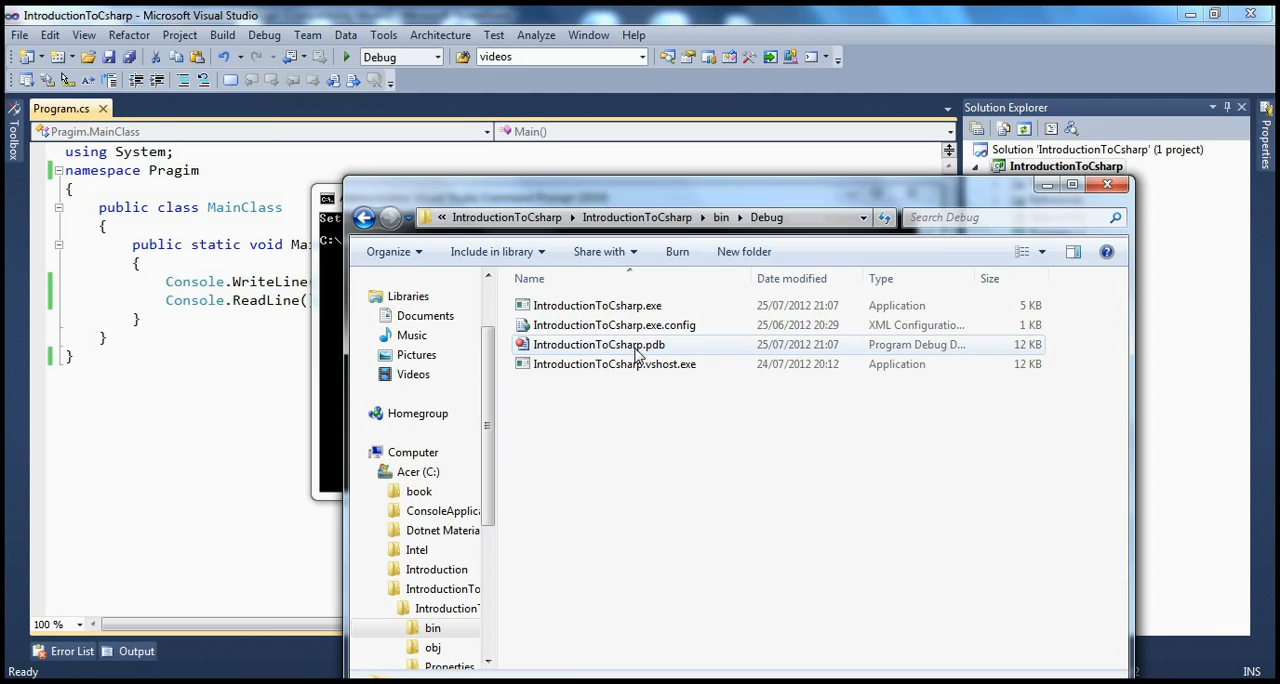 IntroductionToCsharp - Microsoft Visual Studio
File Edit View Refactor Project Build Debug Team Data Tools Architecture Test Analyze Window Help
Debug videos
Program.cs
Solution Explorer
Pragim.MainClass Main()
Toolbox
Properties
using System;
namespace Pragim
{
public class MainClass
{
public static void Ma
{
Console.WriteLine(
Console.ReadLine()
}
}
}
Solution 'IntroductionToCsharp' (1 project)
IntroductionToCsharp
Set
C:\
« IntroductionToCsharp IntroductionToCsharp bin Debug
Search Debug
Organize Include in library Share with Burn New folder
Name Date modified Type Size
IntroductionToCsharp.exe 25/07/2012 21:07 Application 5 KB
IntroductionToCsharp.exe.config 25/06/2012 20:29 XML Configuratio... 1 KB
IntroductionToCsharp.pdb 25/07/2012 21:07 Program Debug D... 12 KB
IntroductionToCsharp.vshost.exe 24/07/2012 20:12 Application 12 KB
Libraries
Documents
Music
Pictures
Videos
Homegroup
Computer
Acer (C:)
book
ConsoleApplica
Dotnet Materia
Intel
Introduction
IntroductionTo
Introduction
bin
obj
Properties
100 %
Error List Output
Ready
INS